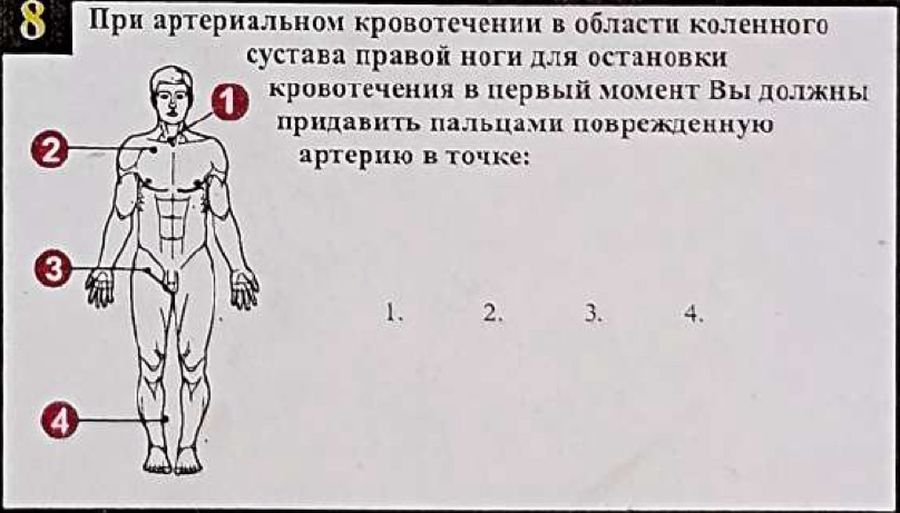 8
При артериальном кровотечении в области коленного
сустава правой ноги для остановки
кровотечения в первый момент Вы должны
придавить пальцами поврежденную
артерию в точке:
1
2
3
4
1. 2. 3. 4.